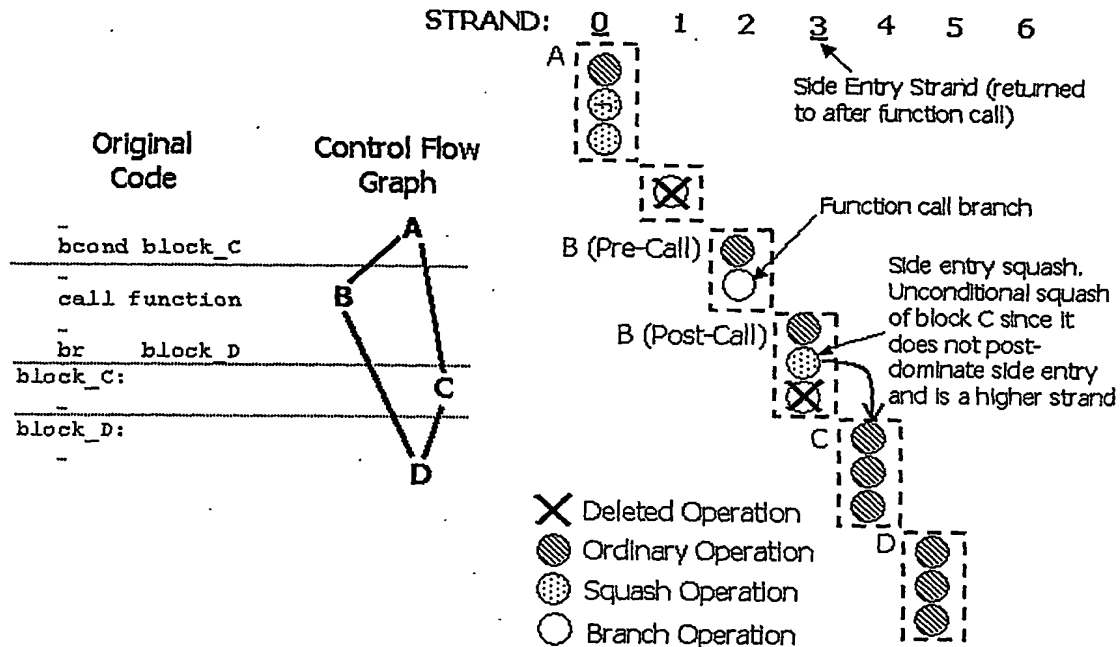 STRAND: 0 1 2 3 4 5 6
A
Side Entry Strand (returned
to after function call)
Original
Code
Control Flow
Graph
bcond block_C
call function
br block_D
block_C:
block_D:
A
B
C
D
Function call branch
B (Pre-Call)
Side entry squash.
Unconditional squash
of block C since it
does not post-
dominate side entry
and is a higher strand
B (Post-Call)
C
D
Deleted Operation
Ordinary Operation
Squash Operation
Branch Operation